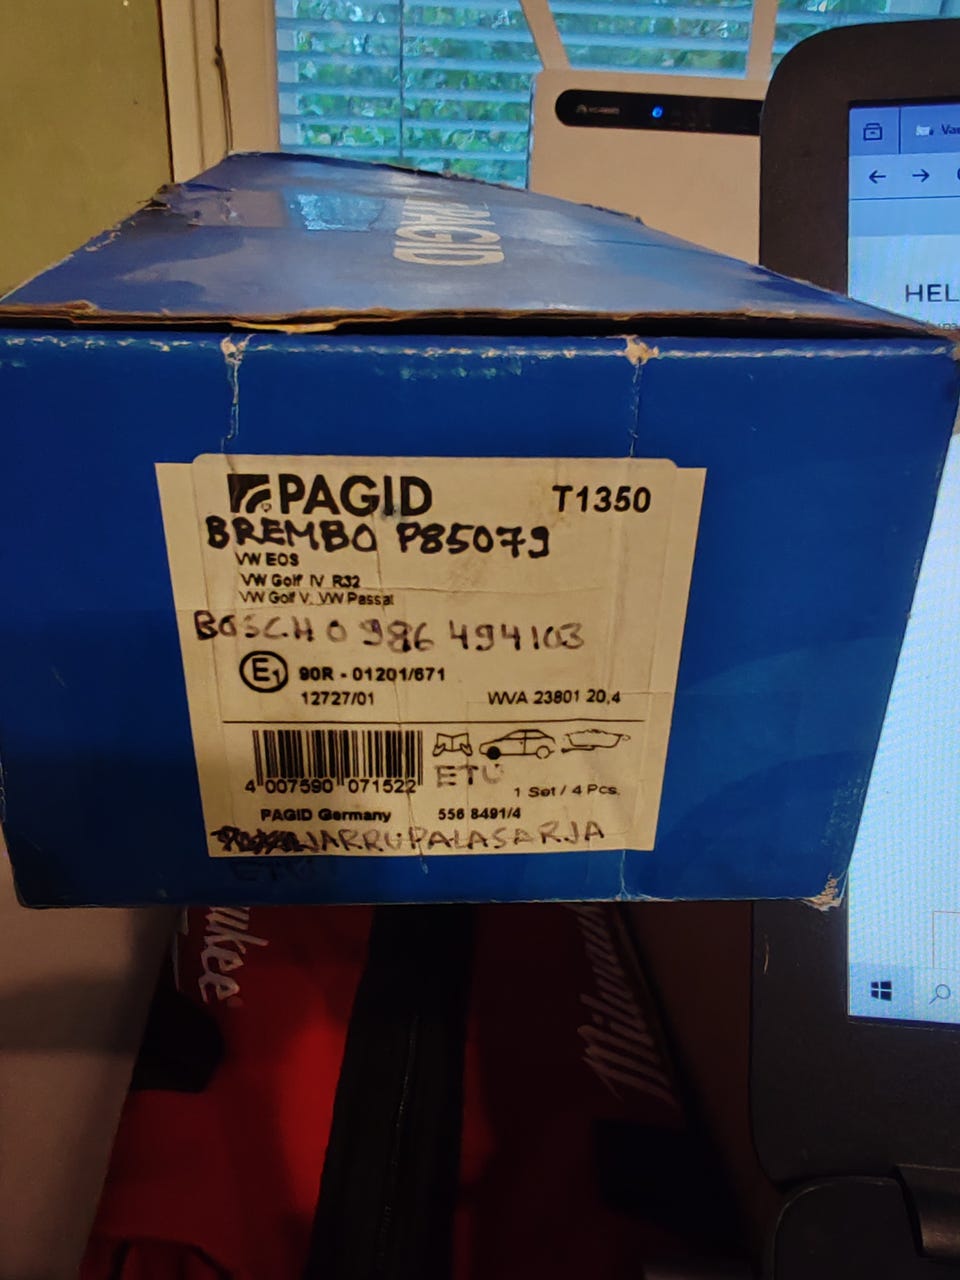 HUAWEI
PAGID
HEL
PAGID T1350
BREMBO P85079
VW EOS
VW Golf IV R32
VW Golf V, VW Passat
BOSCH 0 986 494103
E1 90R - 01201/671
12727/01 WVA 23801 20,4
4 007590 071522
ETU
1 Set / 4 Pcs.
PAGID Germany 556 8491/4
JARRUPALASARJA
Milwaukee